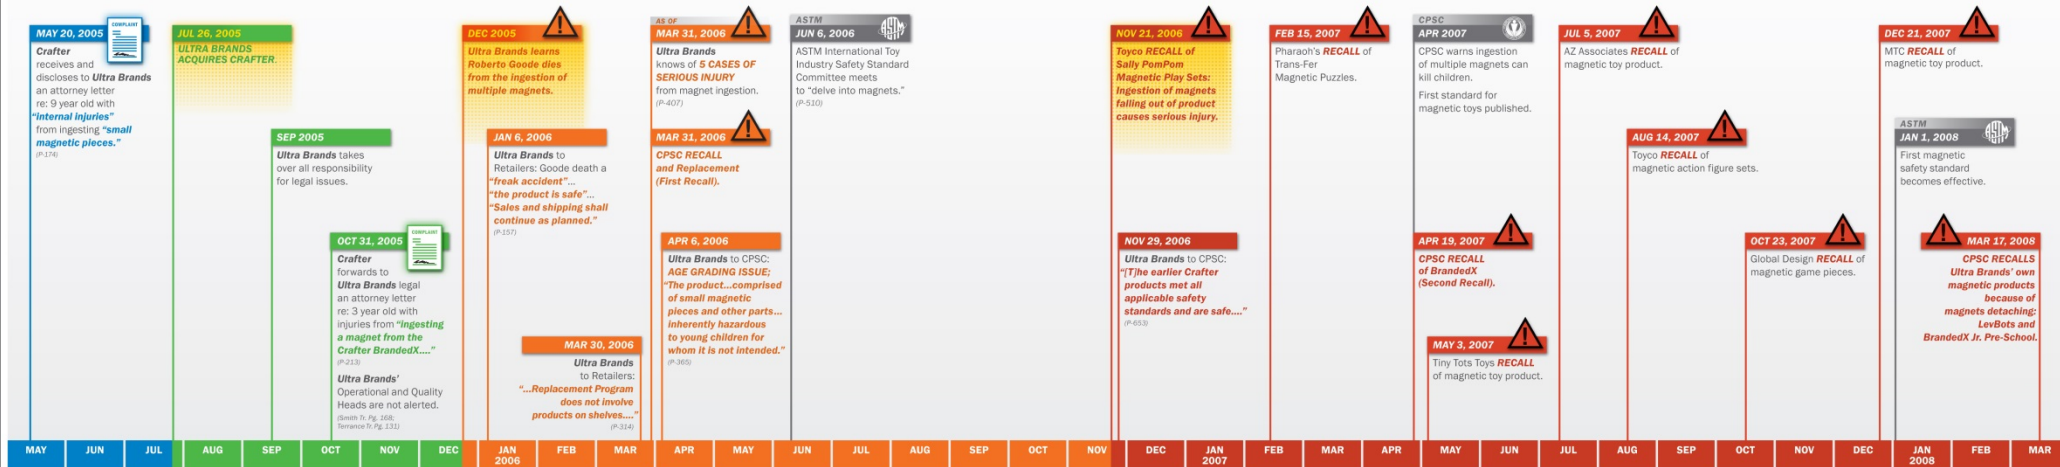 COMPLAINT
MAY 20, 2005
Crafter
receives and
discloses to Ultra Brands
an attorney letter
re: 9 year old with
“internal injuries”
from ingesting “small
magnetic pieces.”
(P-174)
JUL 26, 2005
ULTRA BRANDS
ACQUIRES CRAFTER.
SEP 2005
Ultra Brands takes
over all responsibility
for legal issues.
COMPLAINT
OCT 31, 2005
Crafter
forwards to
Ultra Brands legal
an attorney letter
re: 3 year old with
injuries from “ingesting
a magnet from the
Crafter BrandedX....”
(P-213)
Ultra Brands’
Operational and Quality
Heads are not alerted.
(Smith Tr. Pg. 168;
Terrance Tr. Pg. 131)
DEC 2005
Ultra Brands learns
Roberto Goode dies
from the ingestion of
multiple magnets.
JAN 6, 2006
Ultra Brands to
Retailers: Goode death a
“freak accident”...
“the product is safe”...
“Sales and shipping shall
continue as planned.”
(P-157)
MAR 30, 2006
Ultra Brands
to Retailers:
“...Replacement Program
does not involve
products on shelves....”
(P-314)
AS OF
MAR 31, 2006
Ultra Brands
knows of 5 CASES OF
SERIOUS INJURY
from magnet ingestion.
(P-407)
MAR 31, 2006
CPSC RECALL
and Replacement
(First Recall).
APR 6, 2006
Ultra Brands to CPSC:
AGE GRADING ISSUE;
“The product...comprised
of small magnetic
pieces and other parts...
inherently hazardous
to young children for
whom it is not intended.”
(P-365)
ASTM
ASTM
JUN 6, 2006
ASTM International Toy
Industry Safety Standard
Committee meets
to “delve into magnets.”
(P-510)
NOV 21, 2006
Toyco RECALL of
Sally PomPom
Magnetic Play Sets:
Ingestion of magnets
falling out of product
causes serious injury.
NOV 29, 2006
Ultra Brands to CPSC:
“[T]he earlier Crafter
products met all
applicable safety
standards and are safe....”
(P-653)
FEB 15, 2007
Pharaoh’s RECALL of
Trans-Fer
Magnetic Puzzles.
CPSC
APR 2007
CPSC warns ingestion
of multiple magnets can
kill children.
First standard for
magnetic toys published.
APR 19, 2007
CPSC RECALL
of BrandedX
(Second Recall).
MAY 3, 2007
Tiny Tots Toys RECALL
of magnetic toy product.
JUL 5, 2007
AZ Associates RECALL of
magnetic toy product.
AUG 14, 2007
Toyco RECALL of
magnetic action figure sets.
OCT 23, 2007
Global Design RECALL of
magnetic game pieces.
DEC 21, 2007
MTC RECALL of
magnetic toy product.
ASTM
ASTM
JAN 1, 2008
First magnetic
safety standard
becomes effective.
MAR 17, 2008
CPSC RECALLS
Ultra Brands’ own
magnetic products
because of
magnets detaching:
LevBots and
BrandedX Jr. Pre-School.
MAY JUN JUL AUG SEP OCT NOV DEC JAN FEB MAR APR MAY JUN JUL AUG SEP OCT NOV DEC JAN FEB MAR APR MAY JUN JUL AUG SEP OCT NOV DEC JAN FEB MAR
2006 2007 2008